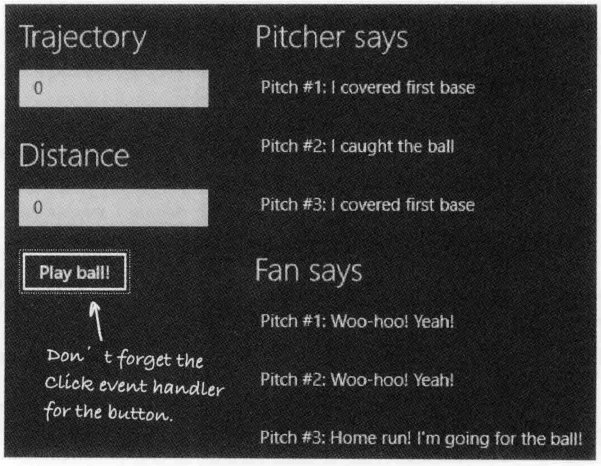 Trajectory
0
Distance
0
Play ball!
Don't forget the
Click event handler
for the button.
Pitcher says
Pitch #1: I covered first base
Pitch #2: I caught the ball
Pitch #3: I covered first base
Fan says
Pitch #1: Woo-hoo! Yeah!
Pitch #2: Woo-hoo! Yeah!
Pitch #3: Home run! I'm going for the ball!